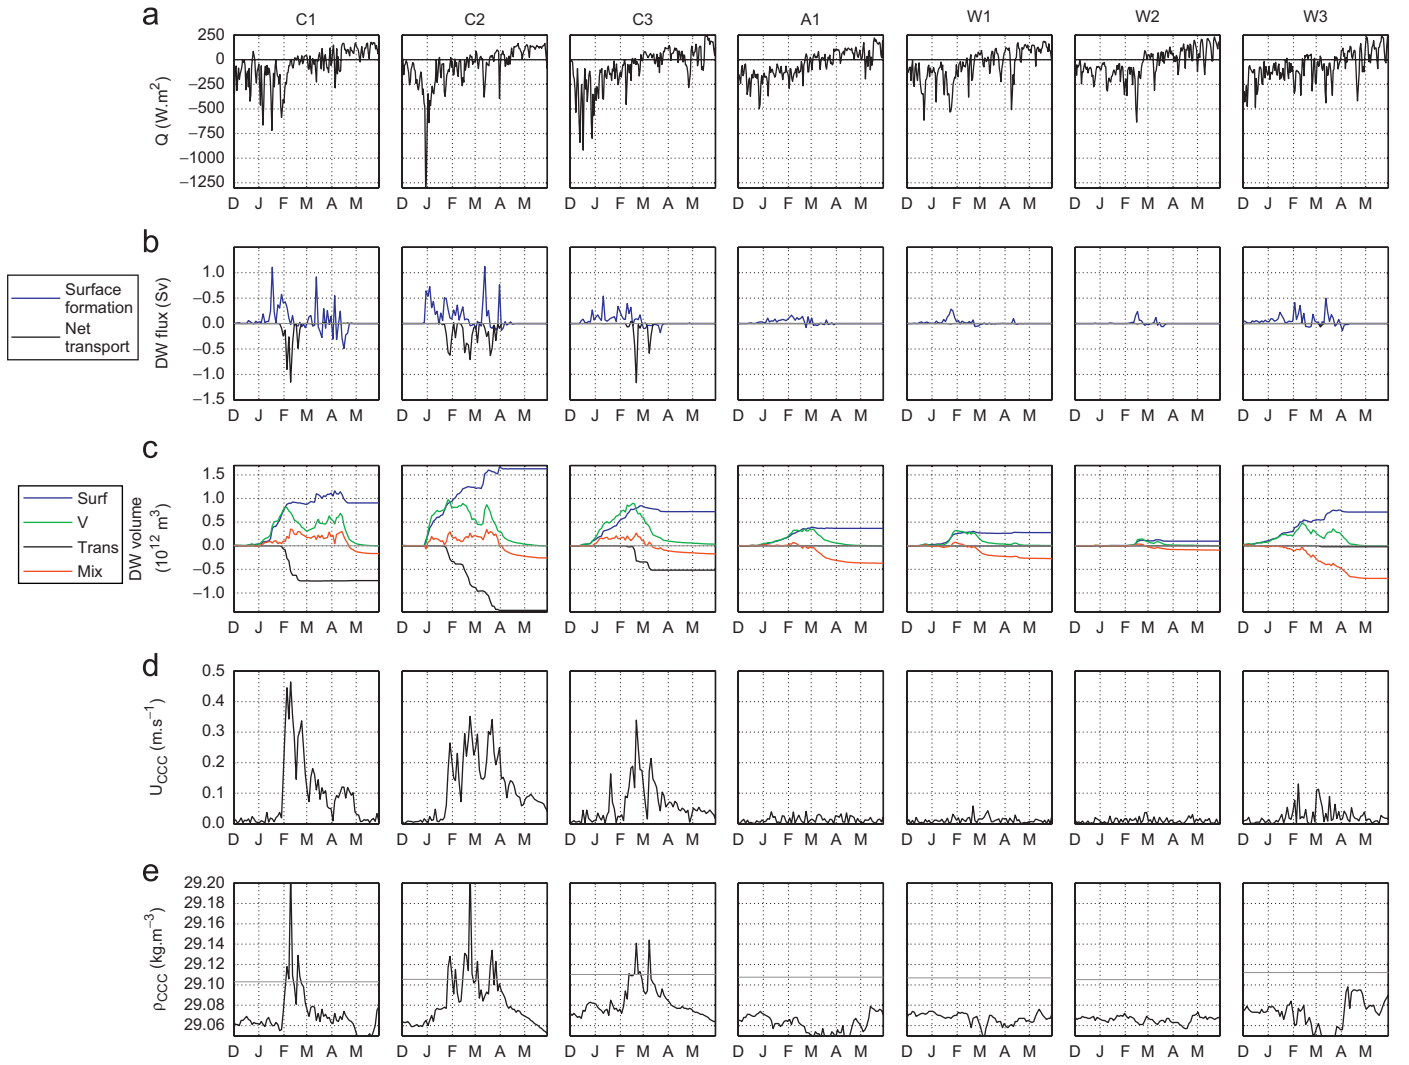 a
C1 C2 C3 A1 W1 W2 W3
Q (W.m²)
250
0
−250
−500
−750
−1000
−1250
D J F M A M D J F M A M D J F M A M D J F M A M D J F M A M D J F M A M D J F M A M
b
Surface
formation
Net
transport
DW flux (Sv)
1.0
−0.5
0.0
−0.5
−1.0
−1.5
D J F M A M D J F M A M D J F M A M D J F M A M D J F M A M D J F M A M D J F M A M
c
Surf
V
Trans
Mix
DW volume
(10¹² m³)
1.5
1.0
0.5
0.0
−0.5
−1.0
D J F M A M D J F M A M D J F M A M D J F M A M D J F M A M D J F M A M D J F M A M
d
U_CCC (m.s⁻¹)
0.5
0.4
0.3
0.2
0.1
0.0
D J F M A M D J F M A M D J F M A M D J F M A M D J F M A M D J F M A M D J F M A M
e
ρ_CCC (kg.m⁻³)
29.20
29.18
29.16
29.14
29.12
29.10
29.08
29.06
D J F M A M D J F M A M D J F M A M D J F M A M D J F M A M D J F M A M D J F M A M